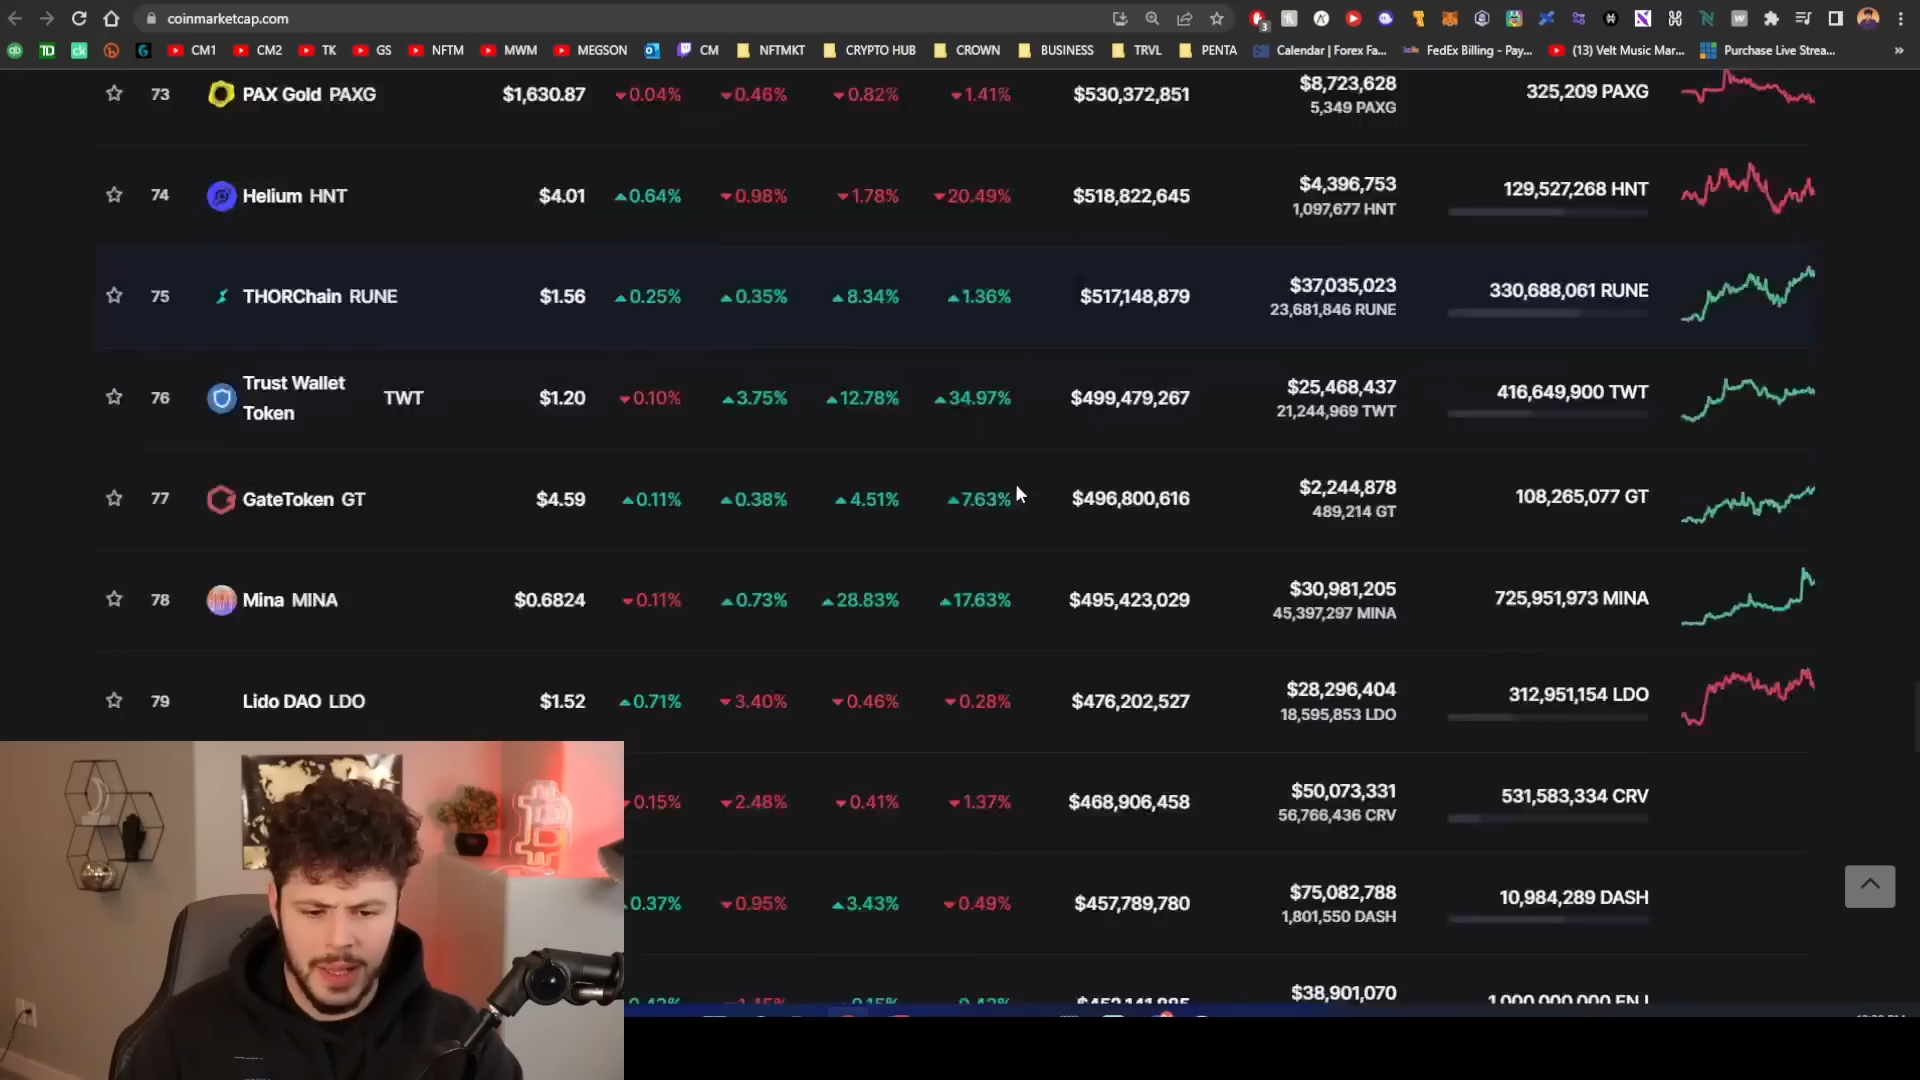 coinmarketcap.com
3
TD
ck
CM1
CM2
TK
GS
NFTM
MWM
MEGSON
CM
NFTMKT
CRYPTO HUB
CROWN
BUSINESS
TRVL
PENTA
Calendar | Forex Fa...
FedEx Billing - Pay...
(13) Velt Music Mar...
Purchase Live Strea...
»
73 PAX Gold PAXG $1,630.87 0.04% 0.46% 0.82% 1.41% $530,372,851 $8,723,628 325,209 PAXG
5,349 PAXG
74 Helium HNT $4.01 0.64% 0.98% 1.78% 20.49% $518,822,645 $4,396,753 129,527,268 HNT
1,097,677 HNT
75 THORChain RUNE $1.56 0.25% 0.35% 8.34% 1.36% $517,148,879 $37,035,023 330,688,061 RUNE
23,681,846 RUNE
76 Trust Wallet Token TWT $1.20 0.10% 3.75% 12.78% 34.97% $499,479,267 $25,468,437 416,649,900 TWT
21,244,969 TWT
77 GateToken GT $4.59 0.11% 0.38% 4.51% 7.63% $496,800,616 $2,244,878 108,265,077 GT
489,214 GT
78 Mina MINA $0.6824 0.11% 0.73% 28.83% 17.63% $495,423,029 $30,981,205 725,951,973 MINA
45,397,297 MINA
79 Lido DAO LDO $1.52 0.71% 3.40% 0.46% 0.28% $476,202,527 $28,296,404 312,951,154 LDO
18,595,853 LDO
0.15% 2.48% 0.41% 1.37% $468,906,458 $50,073,331 531,583,334 CRV
56,766,436 CRV
0.37% 0.95% 3.43% 0.49% $457,789,780 $75,082,788 10,984,289 DASH
1,801,550 DASH
$38,901,070 1,000,000,000 ENJ